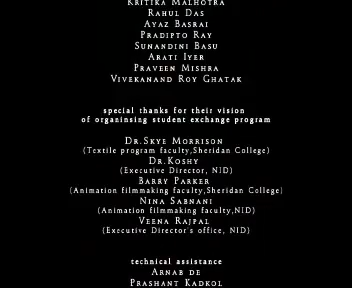 Kritika Malhotra
Rahul Das
Ayaz Basrai
Pradipto Ray
Sunandini Basu
Arati Iyer
Praveen Mishra
Vivekanand Roy Ghatak
special thanks for their vision
of organinsing student exchange program
Dr.Skye Morrison
(Textile program faculty,Sheridan College)
Dr.Koshy
(Executive Director, NID)
Barry Parker
(Animation filmmaking faculty,Sheridan College)
Nina Sabnani
(Animation filmmaking faculty,NID)
Veena Rajpal
(Executive Director's office, NID)
technical assistance
Arnab de
Prashant Kadkol